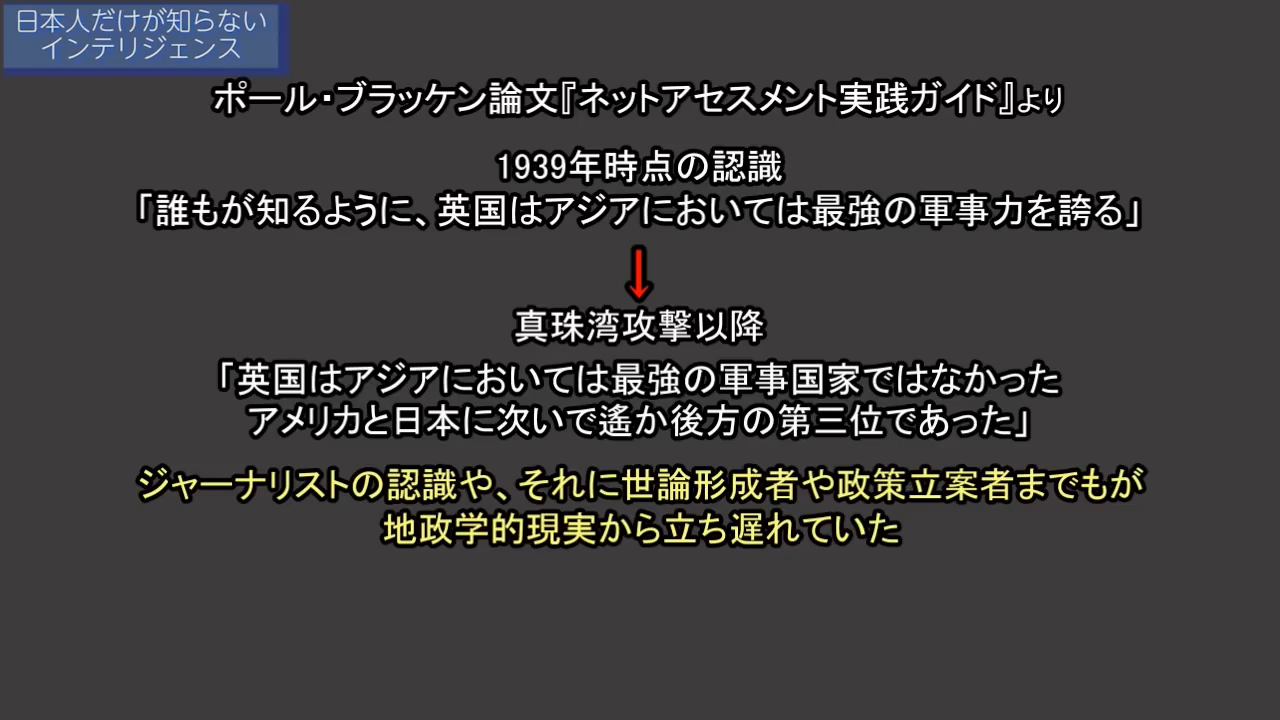 日本人だけが知らない
インテリジェンス
ポール・ブラッケン論文『ネットアセスメント実践ガイド』より
1939年時点の認識
「誰もが知るように、英国はアジアにおいては最強の軍事力を誇る」
↓
真珠湾攻撃以降
「英国はアジアにおいては最強の軍事国家ではなかった
アメリカと日本に次いで遙か後方の第三位であった」
ジャーナリストの認識や、それに世論形成者や政策立案者までもが
地政学的現実から立ち遅れていた